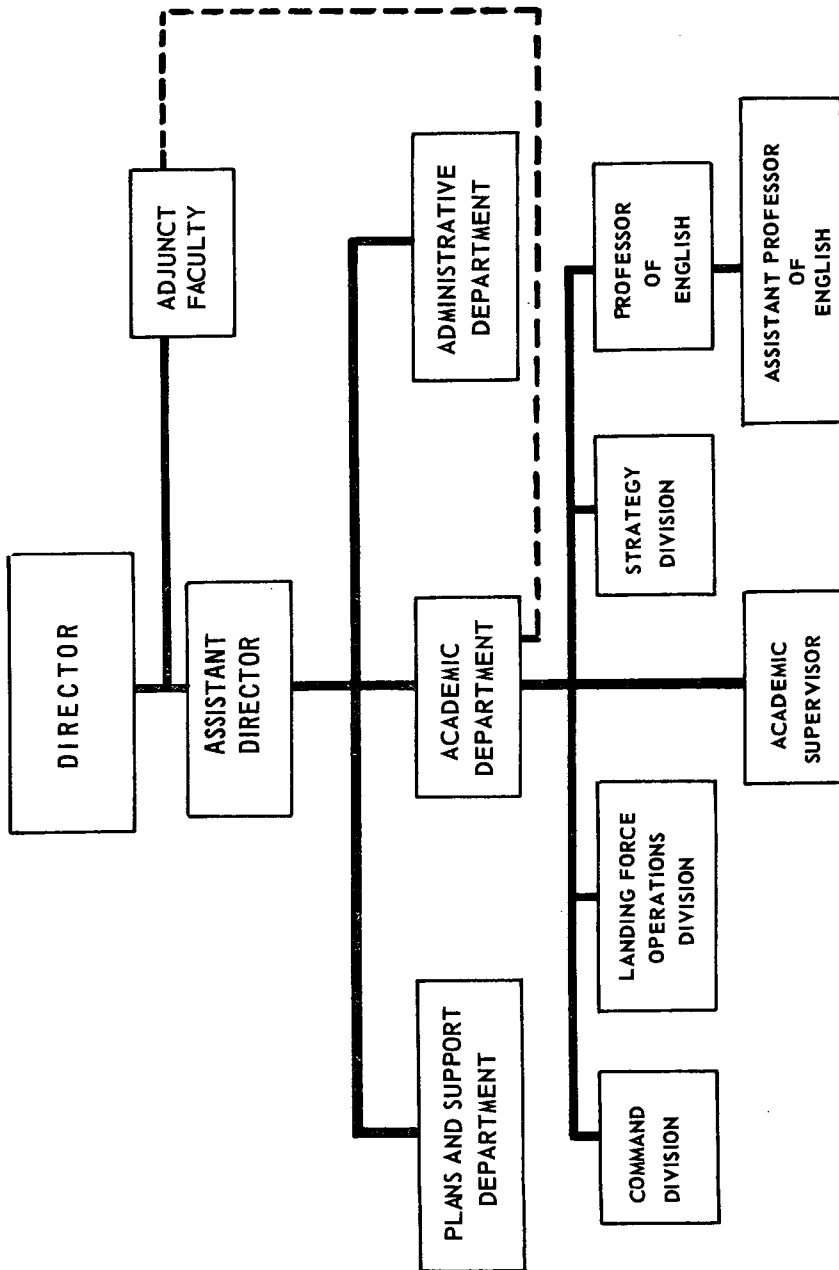 DIRECTOR
ADJUNCT
FACULTY
ASSISTANT
DIRECTOR
PLANS AND SUPPORT
DEPARTMENT
ACADEMIC
DEPARTMENT
ADMINISTRATIVE
DEPARTMENT
COMMAND
DIVISION
LANDING FORCE
OPERATIONS
DIVISION
STRATEGY
DIVISION
PROFESSOR
OF
ENGLISH
ACADEMIC
SUPERVISOR
ASSISTANT PROFESSOR
OF
ENGLISH